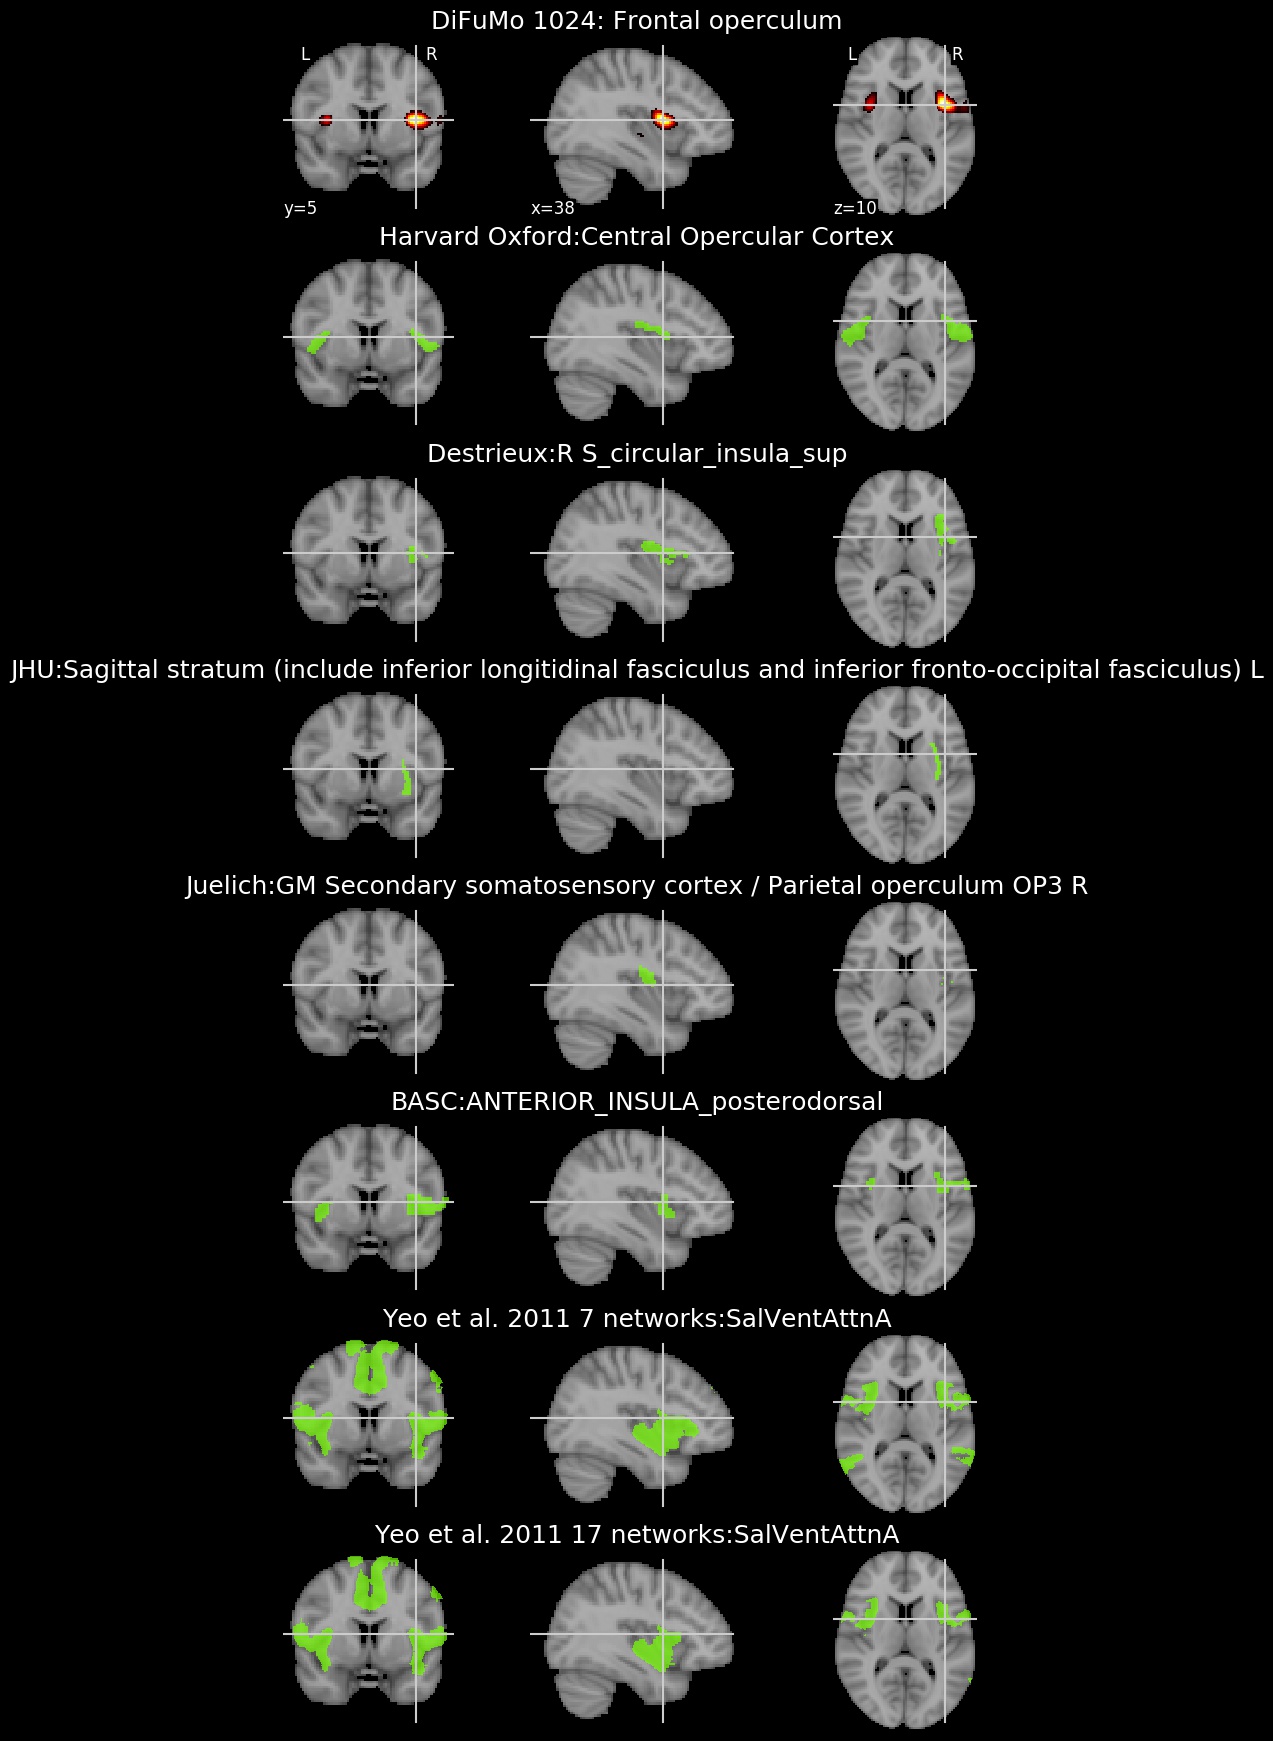 DiFuMo 1024: Frontal operculum
L R L R
y=5 x=38 z=10
Harvard Oxford:Central Opercular Cortex
Destrieux:R S_circular_insula_sup
JHU:Sagittal stratum (include inferior longitidinal fasciculus and inferior fronto-occipital fasciculus) L
Juelich:GM Secondary somatosensory cortex / Parietal operculum OP3 R
BASC:ANTERIOR_INSULA_posterodorsal
Yeo et al. 2011 7 networks:SalVentAttnA
Yeo et al. 2011 17 networks:SalVentAttnA